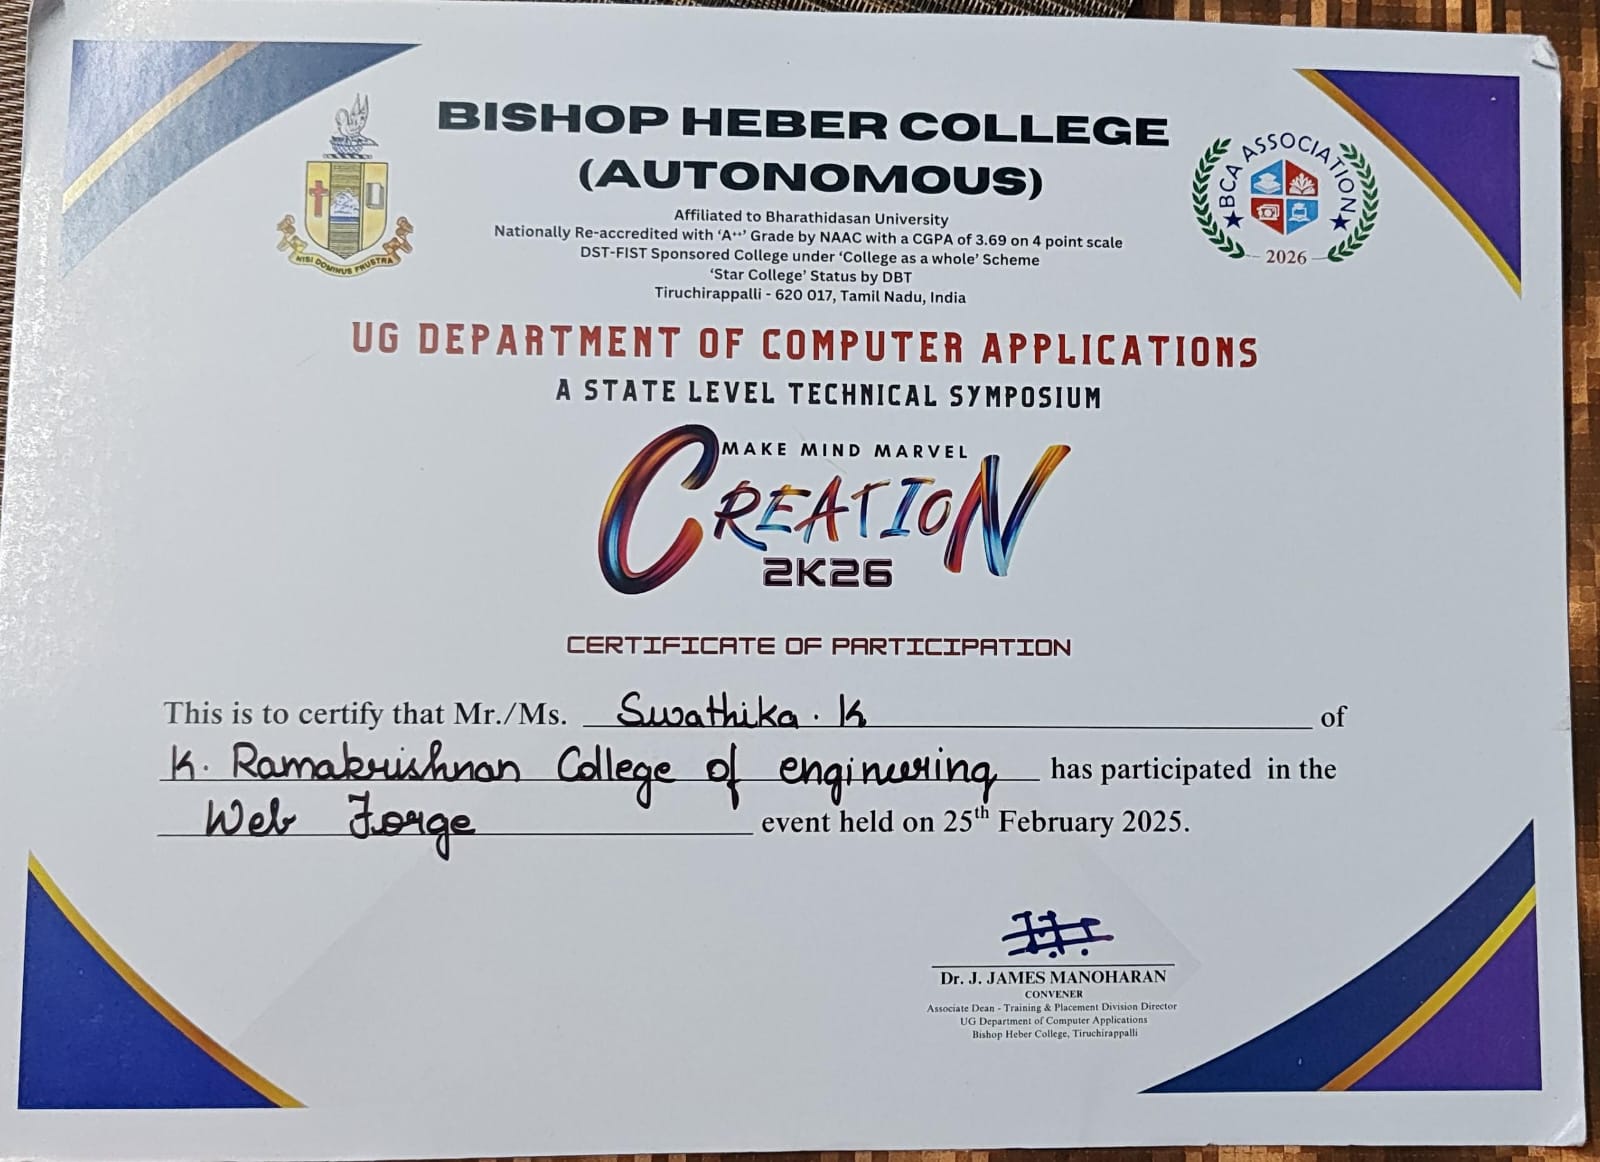 BISHOP HEBER COLLEGE
(AUTONOMOUS)
Affiliated to Bharathidasan University
Nationally Re-accredited with ‘A⁺⁺’ Grade by NAAC with a CGPA of 3.69 on 4 point scale
DST-FIST Sponsored College under ‘College as a whole’ Scheme
‘Star College’ Status by DBT
Tiruchirappalli - 620 017, Tamil Nadu, India
NISI DOMINUS FRUSTRA
BCA ASSOCIATION
2026
UG DEPARTMENT OF COMPUTER APPLICATIONS
A STATE LEVEL TECHNICAL SYMPOSIUM
MAKE MIND MARVEL
CREATION
2K26
CERTIFICATE OF PARTICIPATION
This is to certify that Mr./Ms. Swathika. K of
K. Ramakrishnan College of engineering has participated in the
Web Forge event held on 25th February 2025.
Dr. J. JAMES MANOHARAN
CONVENER
Associate Dean - Training & Placement Division Director
UG Department of Computer Applications
Bishop Heber College, Tiruchirappalli